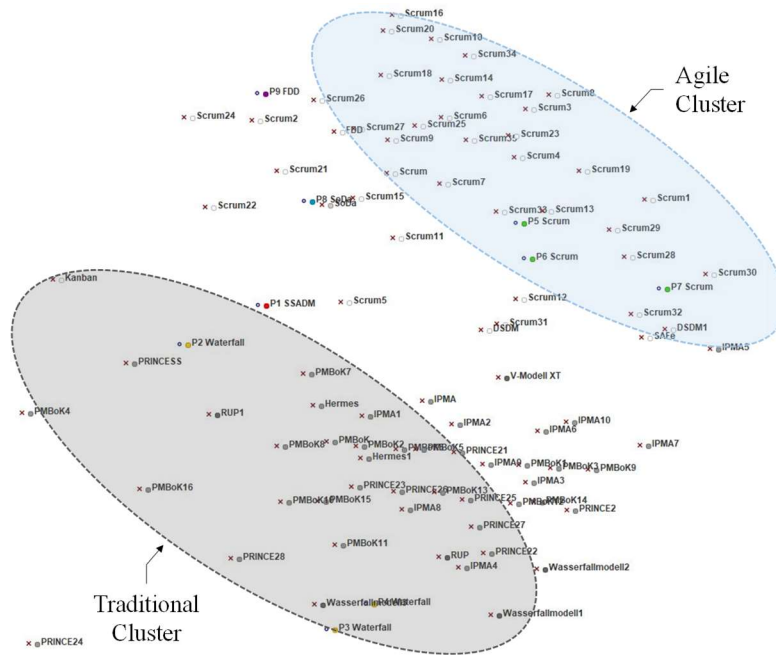 Scrum16
Scrum20
Scrum10
Scrum34
Scrum18
Scrum14
Agile
Cluster
P9 FDD
Scrum26
Scrum17
Scrum8
Scrum3
Scrum24
Scrum2
Scrum6
FDD
Scrum27
Scrum25
Scrum9
Scrum35
Scrum23
Scrum4
Scrum21
Scrum
Scrum19
Scrum7
Scrum22
P8 SoDa
SoDa
Scrum15
Scrum1
Scrum33
Scrum13
P5 Scrum
Scrum29
Scrum11
P6 Scrum
Scrum28
Kanban
Scrum30
P7 Scrum
P1 SSADM
Scrum5
Scrum12
Scrum32
Scrum31
DSDM
DSDM1
SAFe
P2 Waterfall
IPMA5
PRINCESS
PMBoK7
V-Modell XT
PMBoK4
RUP1
Hermes
IPMA1
IPMA
IPMA2
IPMA10
IPMA6
PMBoK8
PMBoK
PMBoK2
PMBoK5
PRINCE21
IPMA7
Hermes1
IPMA9
PMBoK1
PMBoK3
PMBoK9
PMBoK16
PRINCE23
PRINCE26
PMBoK13
IPMA3
PMBoK15
IPMA8
PRINCE25
PMBoK12
PMBoK14
PRINCE2
PRINCE27
PMBoK11
PRINCE28
RUP
PRINCE22
IPMA4
Wasserfallmodell2
Traditional
Cluster
P4 Waterfall
Wasserfallmodell1
P3 Waterfall
PRINCE24